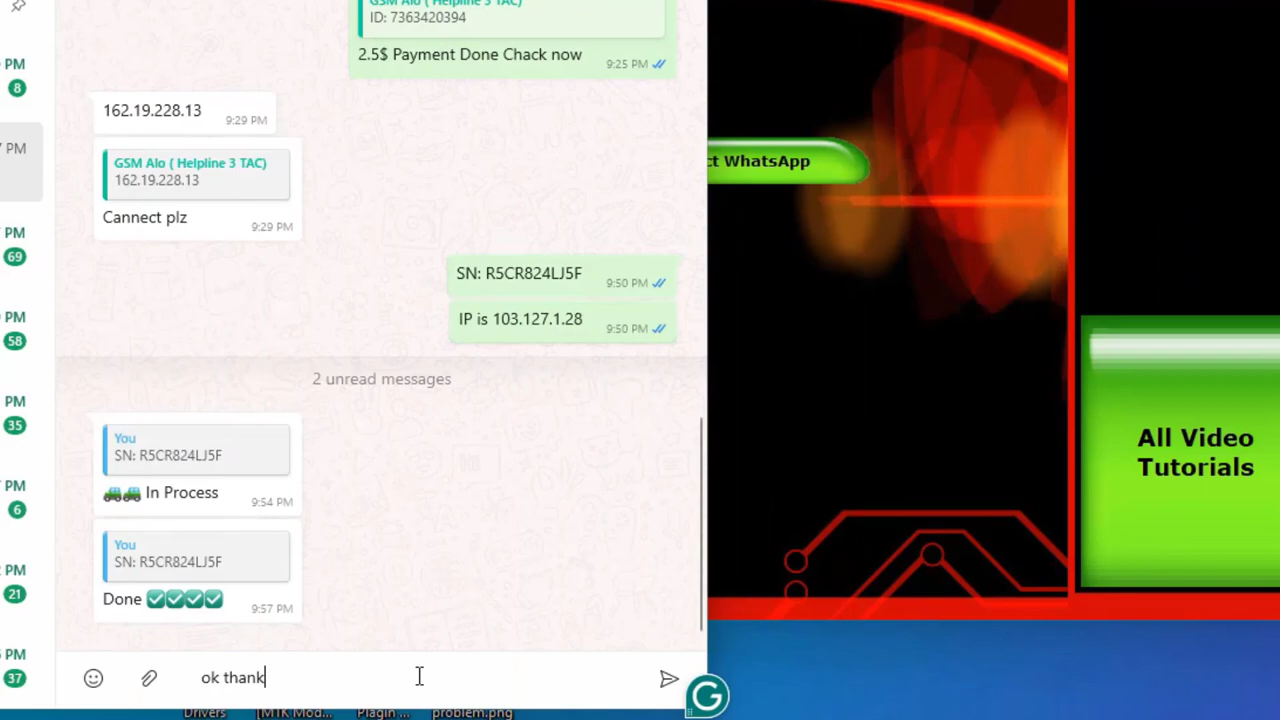 GSM Alo ( Helpline 3 TAC)
ID: 7363420394
2.5$ Payment Done Chack now
9:25 PM
PM
8
162.19.228.13
9:29 PM
PM
GSM Alo ( Helpline 3 TAC)
162.19.228.13
Cannect plz
9:29 PM
ct WhatsApp
PM
69
SN: R5CR824LJ5F
9:50 PM
IP is 103.127.1.28
9:50 PM
PM
58
2 unread messages
PM
35
You
SN: R5CR824LJ5F
In Process
9:54 PM
PM
6
You
SN: R5CR824LJ5F
Done
9:57 PM
PM
21
All Video
Tutorials
PM
37
ok thank
G
Drivers
[MTK Mod...
Plagin ...
problem.png